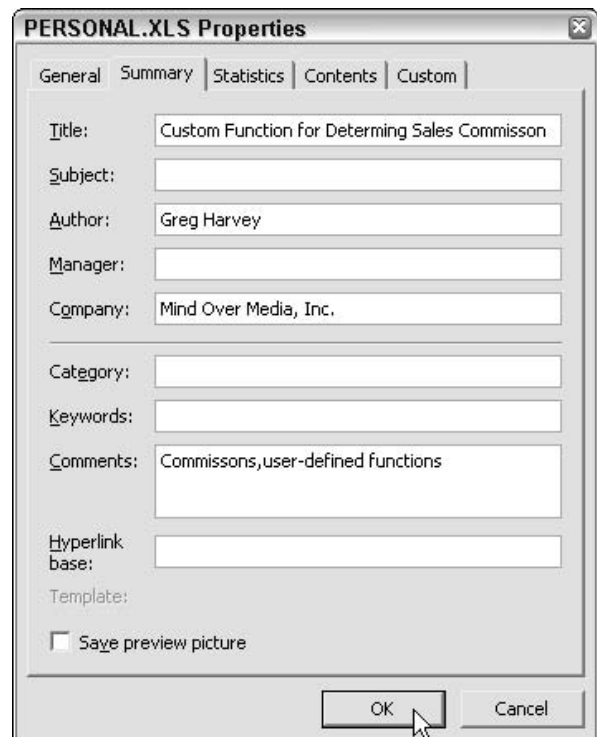 PERSONAL.XLS Properties
General Summary Statistics Contents Custom
Title: Custom Function for Determing Sales Commisson
Subject:
Author: Greg Harvey
Manager:
Company: Mind Over Media, Inc.
Category:
Keywords:
Comments: Commissons,user-defined functions
Hyperlink
base:
Template:
Save preview picture
OK Cancel